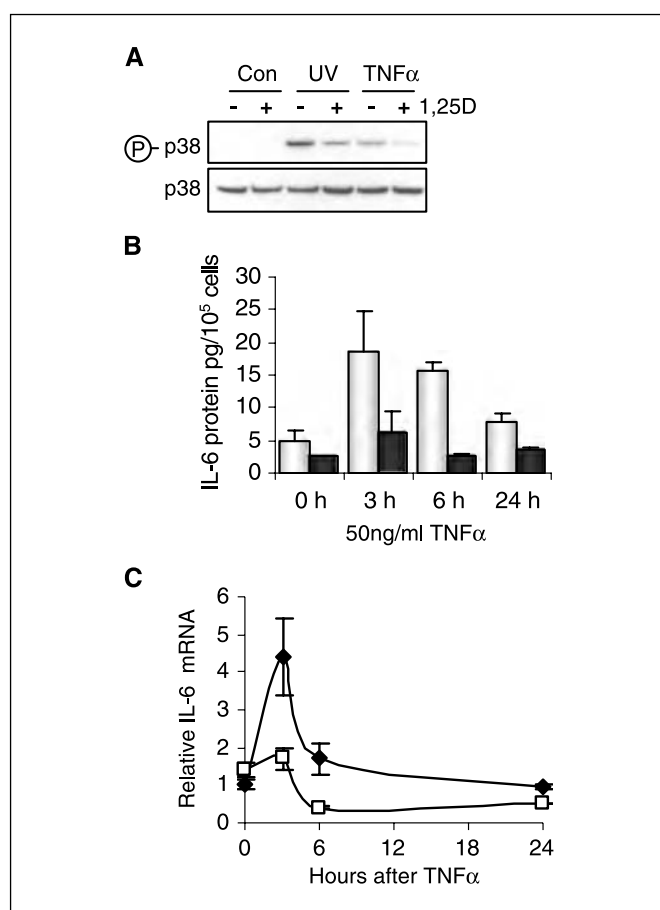 A
Con UV TNFα
- + - + - + 1,25D
P - p38
p38
B
IL-6 protein pg/10⁵ cells
30
25
20
15
10
5
0
0 h 3 h 6 h 24 h
50ng/ml TNFα
C
Relative IL-6 mRNA
6
5
4
3
2
1
0
0 6 12 18 24
Hours after TNFα